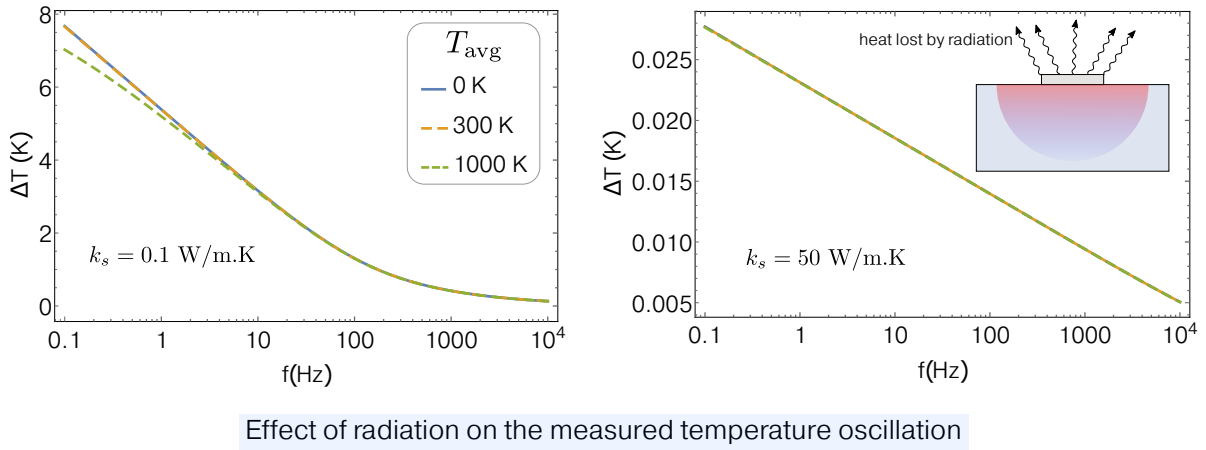 8
6
4
2
0
ΔT (K)
0.1
1
10
100
1000
10⁴
f(Hz)
T_avg
0 K
300 K
1000 K
k_s = 0.1 W/m.K
0.025
0.020
0.015
0.010
0.005
ΔT (K)
0.1
1
10
100
1000
10⁴
f(Hz)
heat lost by radiation
k_s = 50 W/m.K
Effect of radiation on the measured temperature oscillation